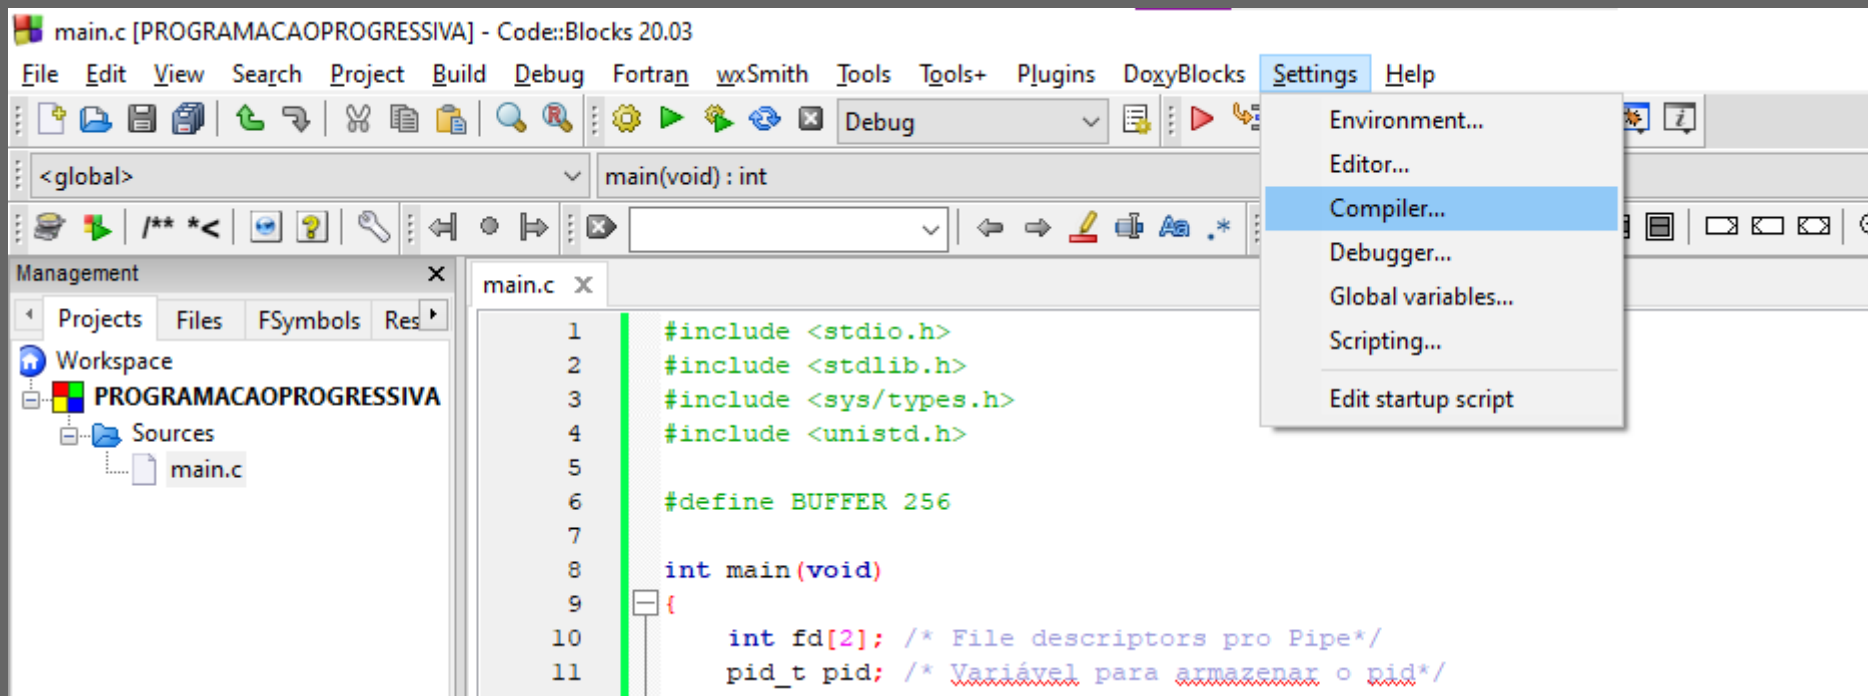 main.c [PROGRAMACAOPROGRESSIVA] - Code::Blocks 20.03
File Edit View Search Project Build Debug Fortran wxSmith Tools Tools+ Plugins DoxyBlocks Settings Help
Debug
Environment...
Editor...
Compiler...
Debugger...
Global variables...
Scripting...
Edit startup script
<global> main(void) : int
/** *<
Aa .*
Management
main.c
Projects Files FSymbols Res
Workspace
PROGRAMACAOPROGRESSIVA
Sources
main.c
1 #include <stdio.h>
2 #include <stdlib.h>
3 #include <sys/types.h>
4 #include <unistd.h>
5
6 #define BUFFER 256
7
8 int main(void)
9 {
10 int fd[2]; /* File descriptors pro Pipe*/
11 pid_t pid; /* Variável para armazenar o pid*/